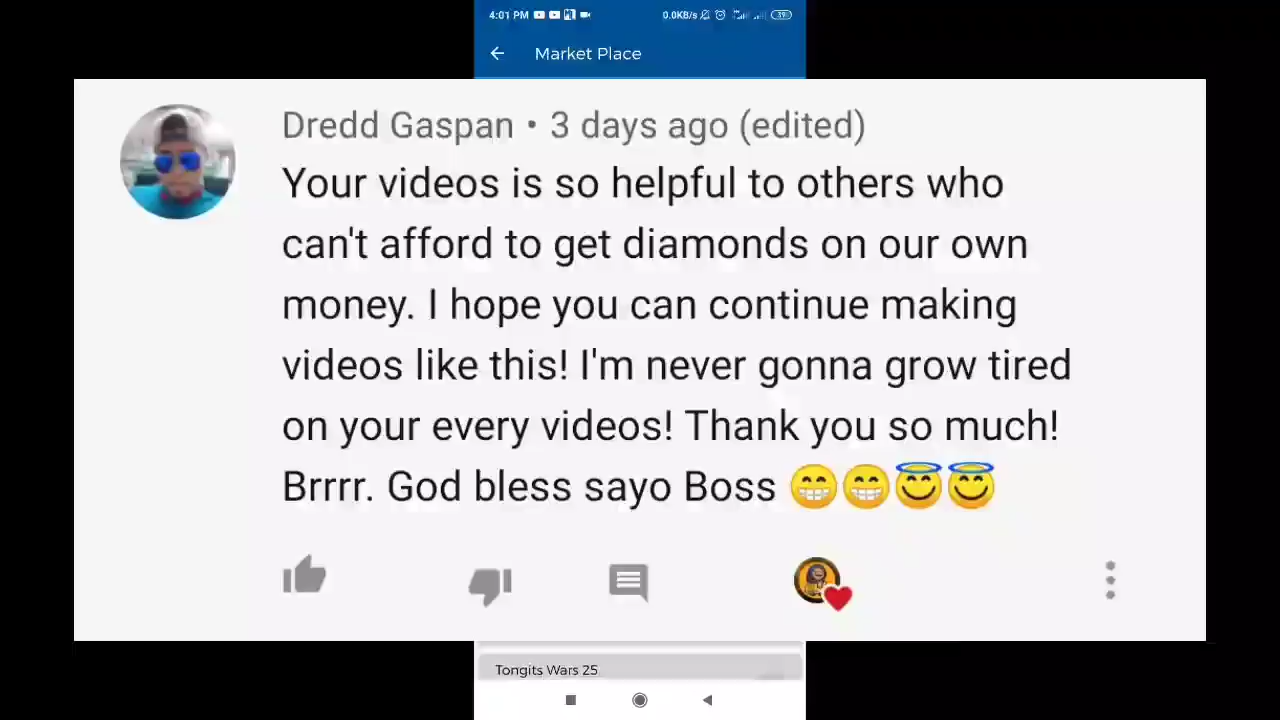 4:01 PM
0.0KB/s
39
Market Place
Dredd Gaspan • 3 days ago (edited)
Your videos is so helpful to others who
can't afford to get diamonds on our own
money. I hope you can continue making
videos like this! I'm never gonna grow tired
on your every videos! Thank you so much!
Brrrr. God bless sayo Boss 😁😁😇😇
Tongits Wars 25